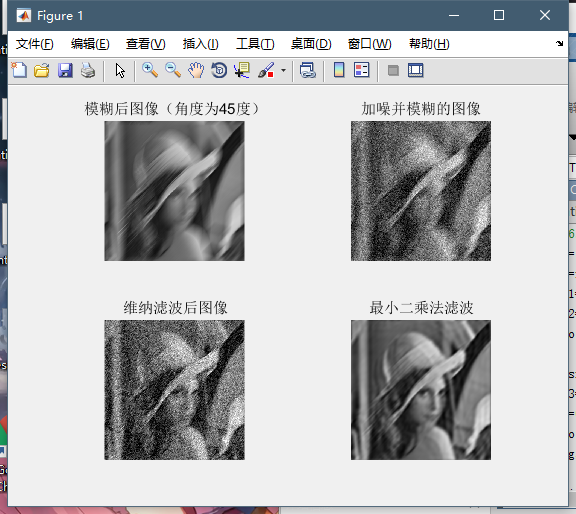 Figure 1
文件(F) 编辑(E) 查看(V) 插入(I) 工具(T) 桌面(D) 窗口(W) 帮助(H)
模糊后图像（角度为45度）
加噪并模糊的图像
维纳滤波后图像
最小二乘法滤波